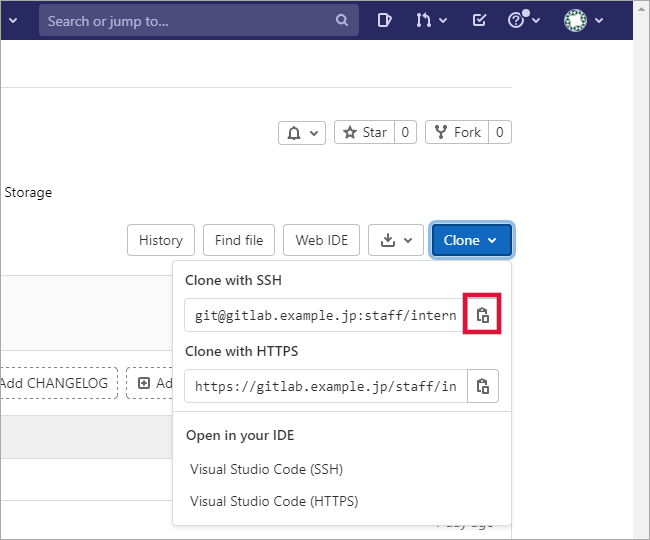 Search or jump to...
Star 0
Fork 0
Storage
History
Find file
Web IDE
Clone
Clone with SSH
git@gitlab.example.jp:staff/intern
Clone with HTTPS
https://gitlab.example.jp/staff/in
Add CHANGELOG
Ad
Open in your IDE
Visual Studio Code (SSH)
Visual Studio Code (HTTPS)
day ago